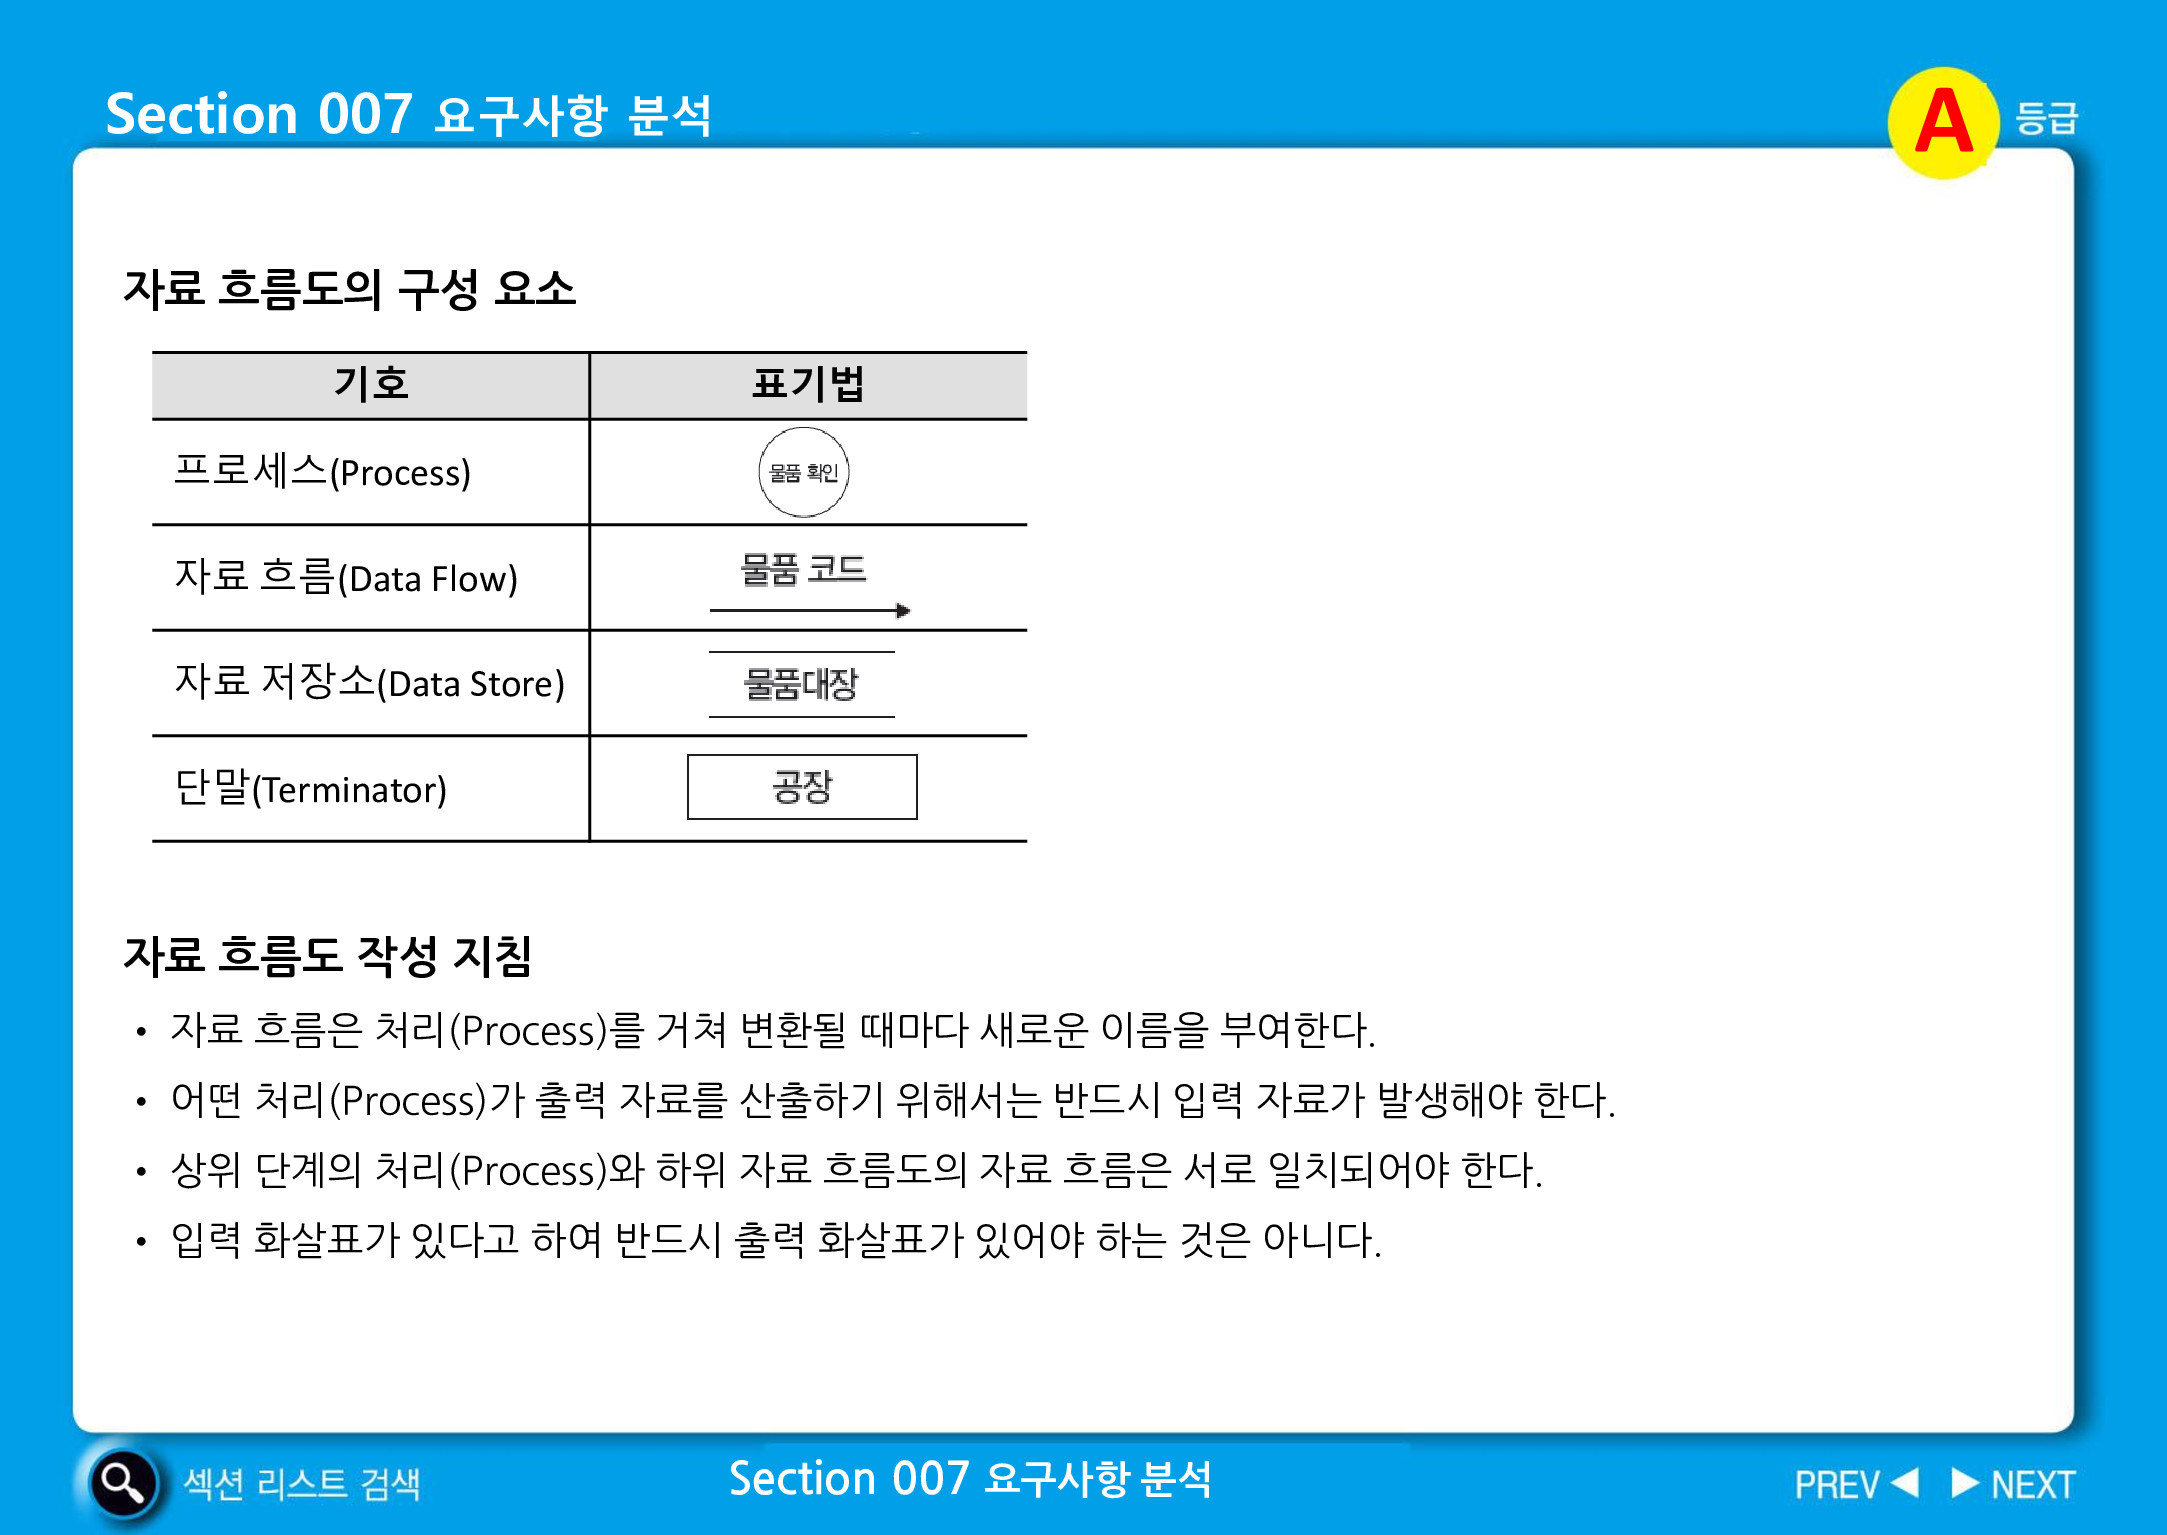 Section 007 요구사항 분석
A 등급
자료 흐름도의 구성 요소
기호 표기법
프로세스(Process) 물품 확인
자료 흐름(Data Flow) 물품 코드
자료 저장소(Data Store) 물품대장
단말(Terminator) 공장
자료 흐름도 작성 지침
• 자료 흐름은 처리(Process)를 거쳐 변환될 때마다 새로운 이름을 부여한다.
• 어떤 처리(Process)가 출력 자료를 산출하기 위해서는 반드시 입력 자료가 발생해야 한다.
• 상위 단계의 처리(Process)와 하위 자료 흐름도의 자료 흐름은 서로 일치되어야 한다.
• 입력 화살표가 있다고 하여 반드시 출력 화살표가 있어야 하는 것은 아니다.
섹션 리스트 검색
Section 007 요구사항 분석
PREV ◀ ▶ NEXT